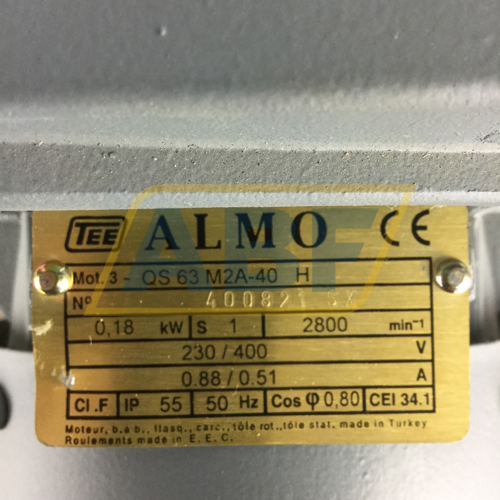 TEE ALMO CE
Mot. 3 ~ QS 63 M2A-40 H
N°
0,18 kW S 1 2800 min⁻¹
230 / 400 V
0.88 / 0.51 A
Cl .F IP 55 50 Hz Cos φ 0,80 CEI 34.1
Moteur, b.a b., flasq., carc., tôle rot., tôle stat. made in Turkey
Roulements made in E.E.C.
ABF